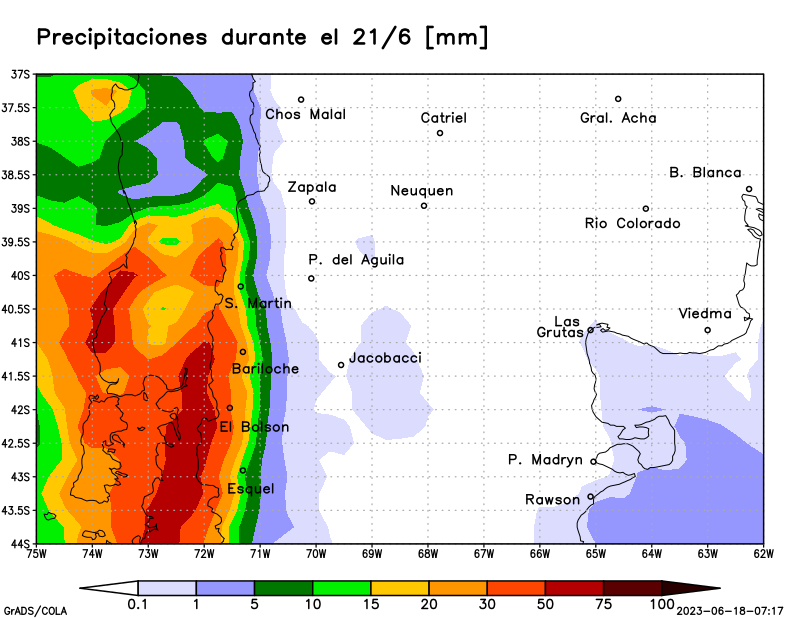 Precipitaciones durante el 21/6 [mm]
37S
37.5S
Chos Malal
Catriel
Gral. Acha
38S
38.5S
B. Blanca
Zapala
Neuquen
39S
Rio Colorado
39.5S
P. del Aguila
40S
S. Martin
40.5S
Viedma
Las
Grutas
41S
Jacobacci
Bariloche
41.5S
42S
El Bolson
42.5S
P. Madryn
43S
Esquel
Rawson
43.5S
44S
75W 74W 73W 72W 71W 70W 69W 68W 67W 66W 65W 64W 63W 62W
0.1 1 5 10 15 20 30 50 75 100
GrADS/COLA
2023-06-18-07:17